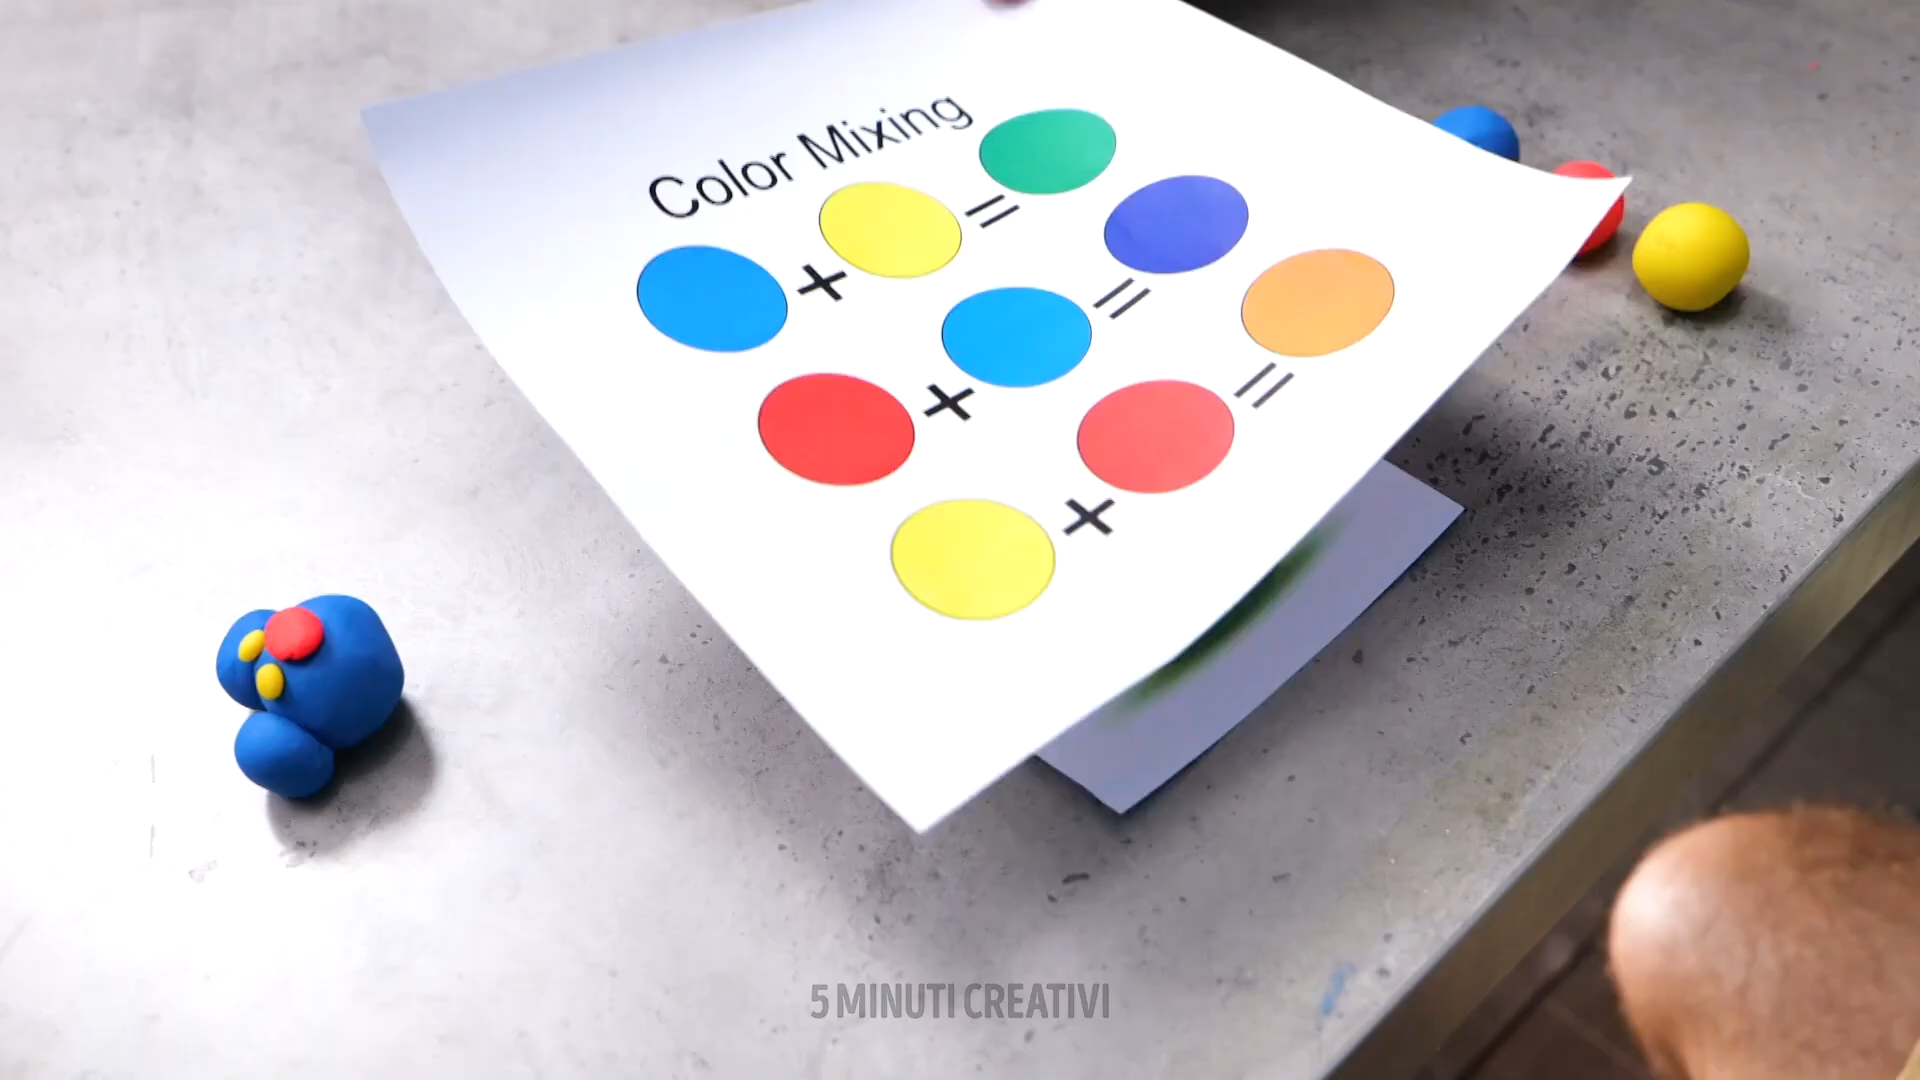 Color Mixing
+ =
+ =
+ =
5 MINUTI CREATIVI